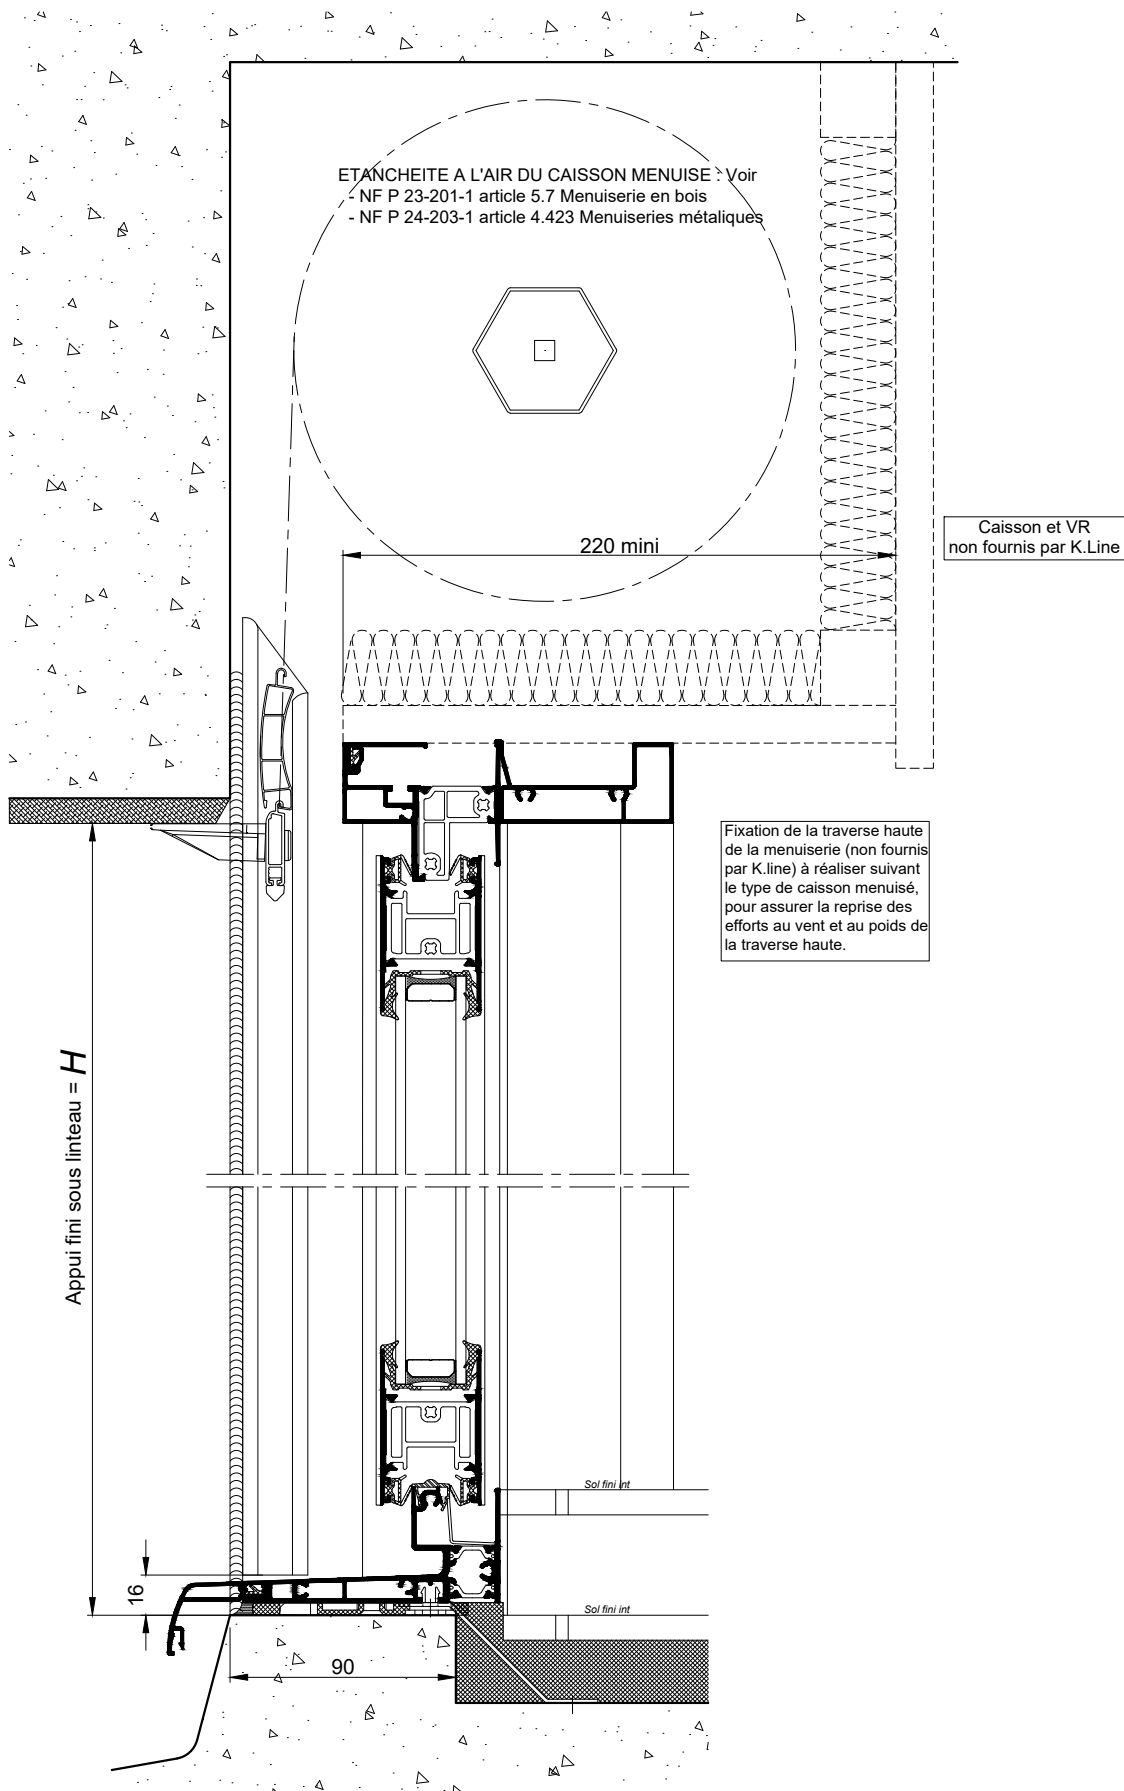 ETANCHEITE A L'AIR DU CAISSON MENUISE : Voir
- NF P 23-201-1 article 5.7 Menuiserie en bois
- NF P 24-203-1 article 4.423 Menuiseries métaliques
220 mini
Caisson et VR
non fournis par K.Line
Fixation de la traverse haute
de la menuiserie (non fournis
par K.line) à réaliser suivant
le type de caisson menuisé,
pour assurer la reprise des
efforts au vent et au poids de
la traverse haute.
Appui fini sous linteau = H
Sol fini int
16
Sol fini int
90